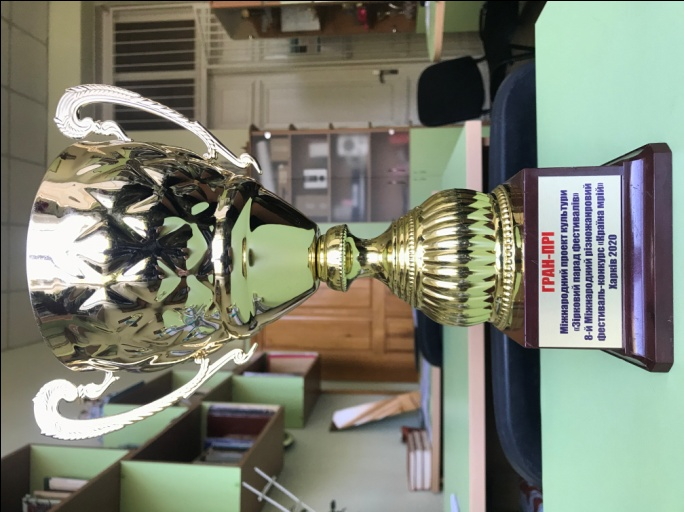 ГРАН-ПРІ
Міжнародний проект культури
«Зірковий парад фестивалів»
8-й Міжнародний різножанровий
фестиваль-конкурс «Країна мрій»
Харків 2020